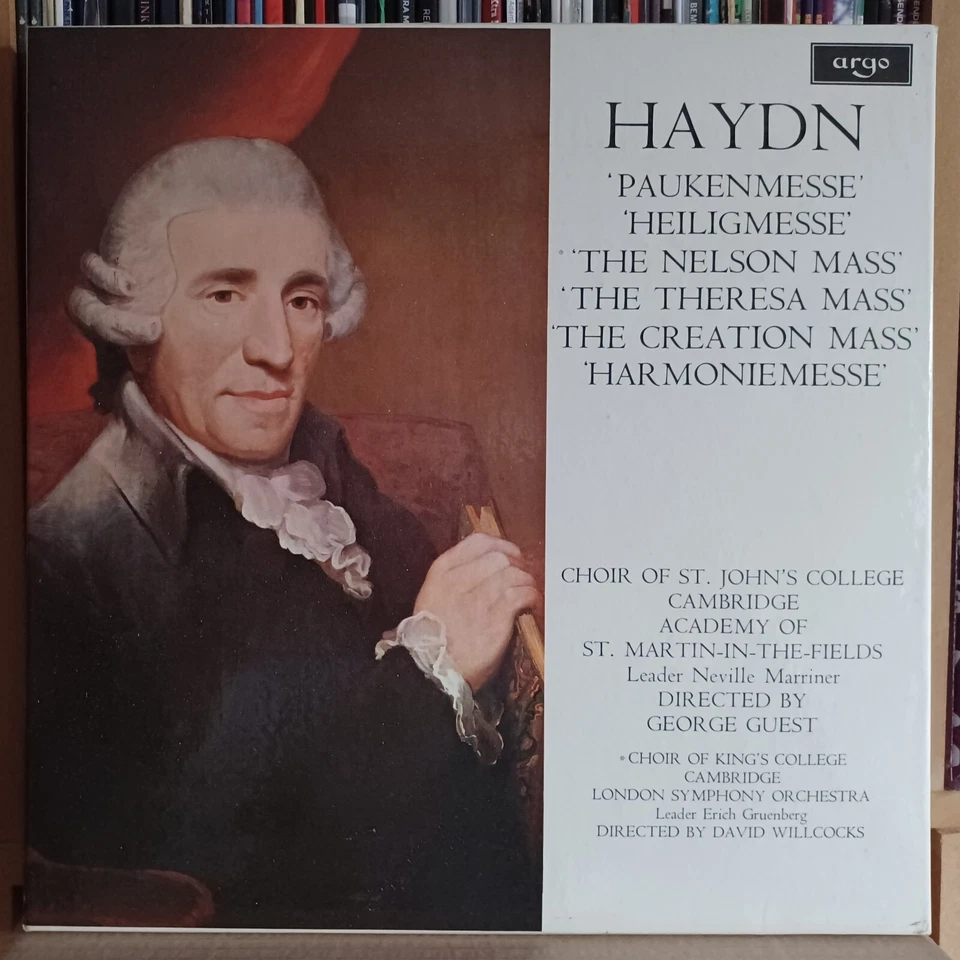 argo
HAYDN
‘PAUKENMESSE’
‘HEILIGMESSE’
*‘THE NELSON MASS’
‘THE THERESA MASS’
‘THE CREATION MASS’
‘HARMONIEMESSE’
CHOIR OF ST. JOHN'S COLLEGE
CAMBRIDGE
ACADEMY OF
ST. MARTIN-IN-THE-FIELDS
Leader Neville Marriner
DIRECTED BY
GEORGE GUEST
*CHOIR OF KING'S COLLEGE
CAMBRIDGE
LONDON SYMPHONY ORCHESTRA
Leader Erich Gruenberg
DIRECTED BY DAVID WILLCOCKS